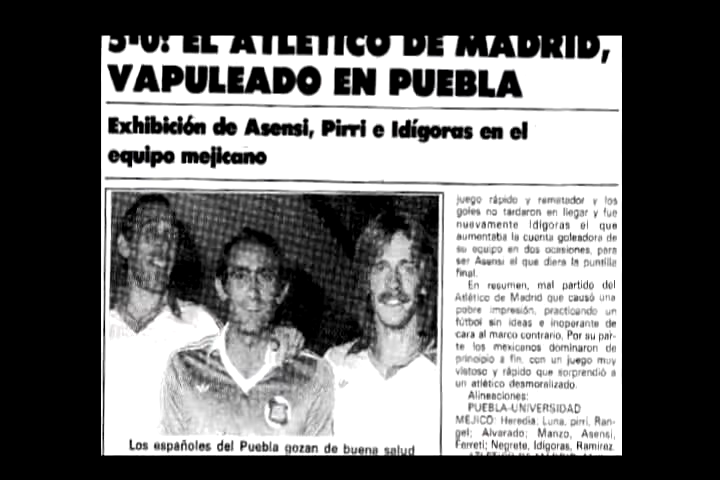 5-0: EL ATLETICO DE MADRID,
VAPULEADO EN PUEBLA
Exhibición de Asensi, Pirri e Idígoras en el
equipo mejicano
juego rápido y rematador y los
goles no tardaron en llegar y fue
nuevamente Idígoras el que
aumentaba la cuenta goleadora de
su equipo en dos ocasiones, para
ser Asensi el que diera la puntilla
final.
En resumen, mal partido del
Atlético de Madrid que causó una
pobre impresión, practicando un
fútbol sin ideas e inoperante de
cara al marco contrario. Por su par-
te los mexicanos dominaron de
principio a fin, con un juego muy
vistoso y rápido que sorprendió a
un atlético desmoralizado.
Alineaciones:
PUEBLA-UNIVERSIDAD
MEJICO: Heredia; Luna, pirri, Ran-
gel; Alvarado; Manzo, Asensi,
Ferreti; Negrete, Idigoras, Ramirez.
Los españoles del Puebla gozan de buena salud